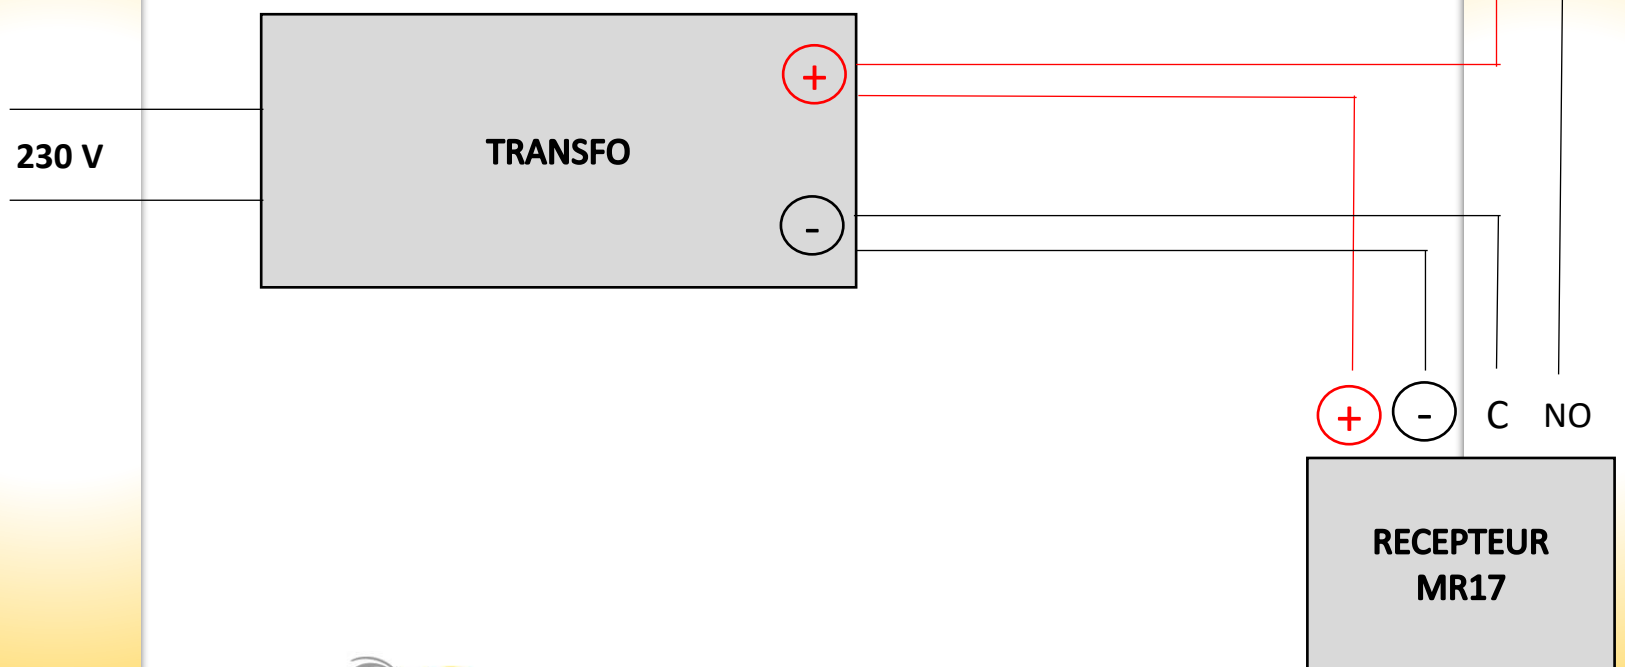 +
230 V
TRANSFO
-
+
-
C
NO
RECEPTEUR
MR17